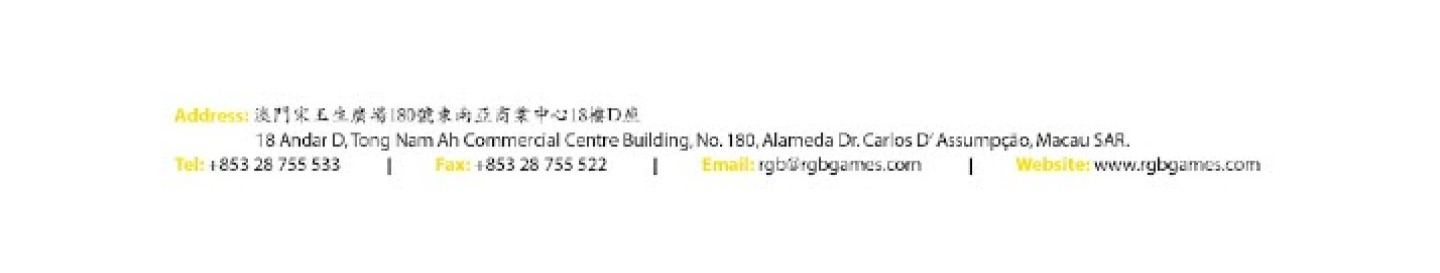 Address: 澳門宋玉生廣場180號東南亞商業中心18樓D座
18 Andar D, Tong Nam Ah Commercial Centre Building, No. 180, Alameda Dr. Carlos D' Assumpção, Macau SAR.
Tel: +853 28 755 533 | Fax: +853 28 755 522 | Email: rgb@rgbgames.com | Website: www.rgbgames.com